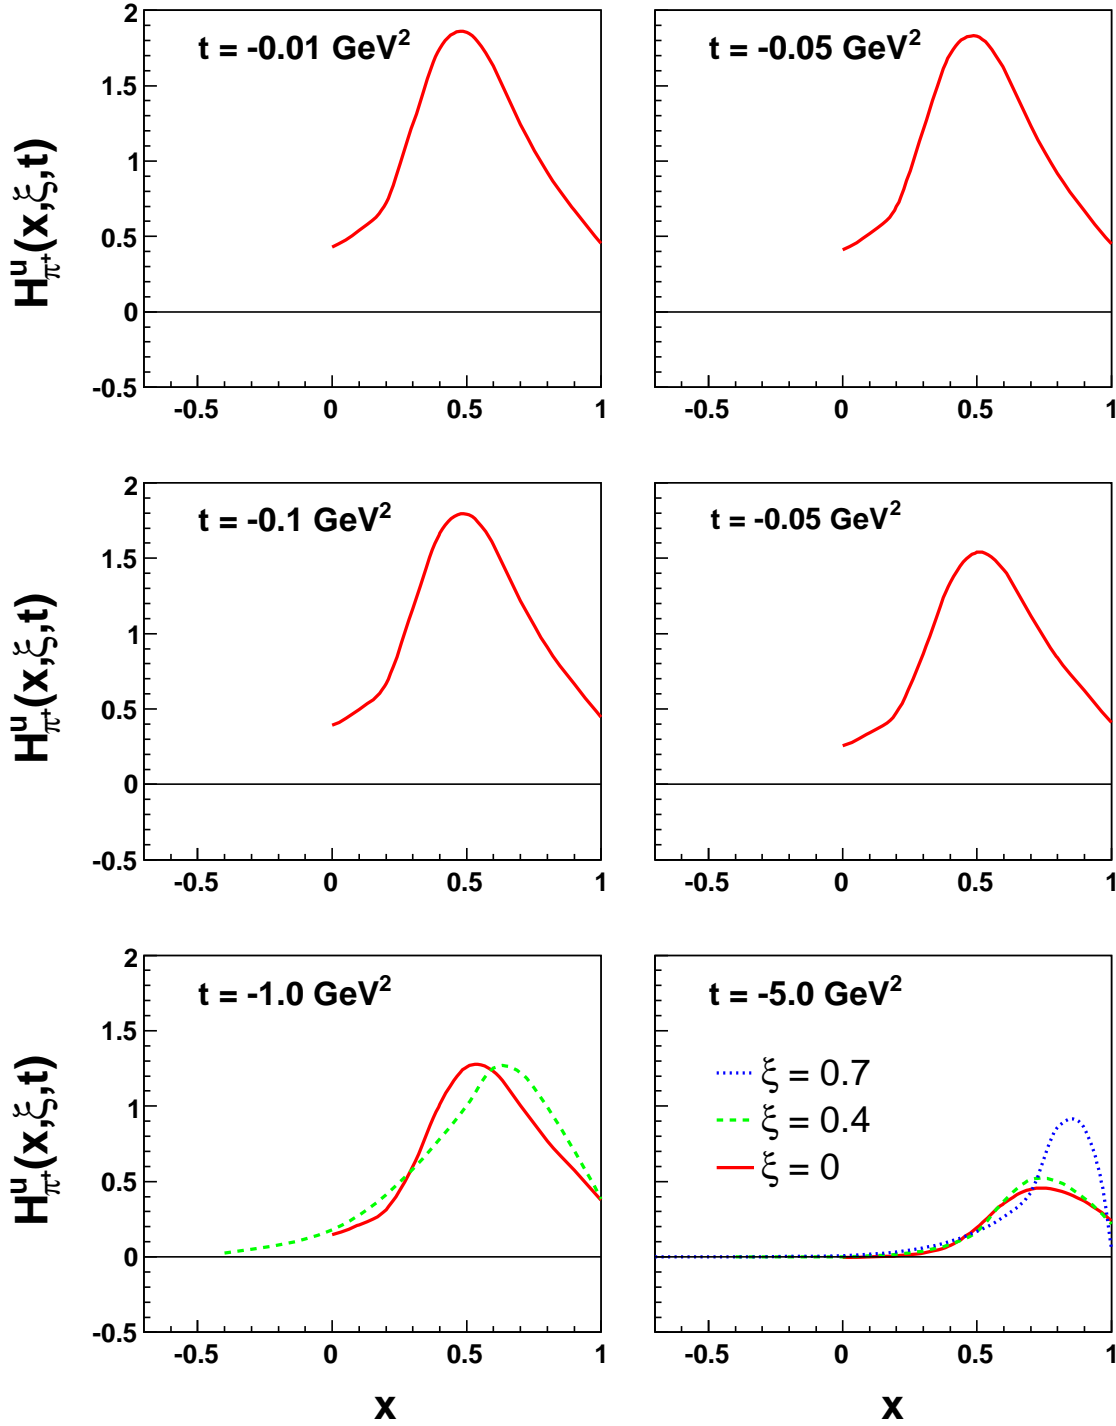 t = -0.01 GeV²
t = -0.05 GeV²
H^u_π⁺(x,ξ,t)
2
1.5
1
0.5
0
-0.5
-0.5 0 0.5 1
-0.5 0 0.5 1
t = -0.1 GeV²
t = -0.05 GeV²
H^u_π⁺(x,ξ,t)
2
1.5
1
0.5
0
-0.5
-0.5 0 0.5 1
-0.5 0 0.5 1
t = -1.0 GeV²
t = -5.0 GeV²
H^u_π⁺(x,ξ,t)
2
1.5
1
0.5
0
-0.5
ξ = 0.7
ξ = 0.4
ξ = 0
-0.5 0 0.5 1
-0.5 0 0.5 1
x
x